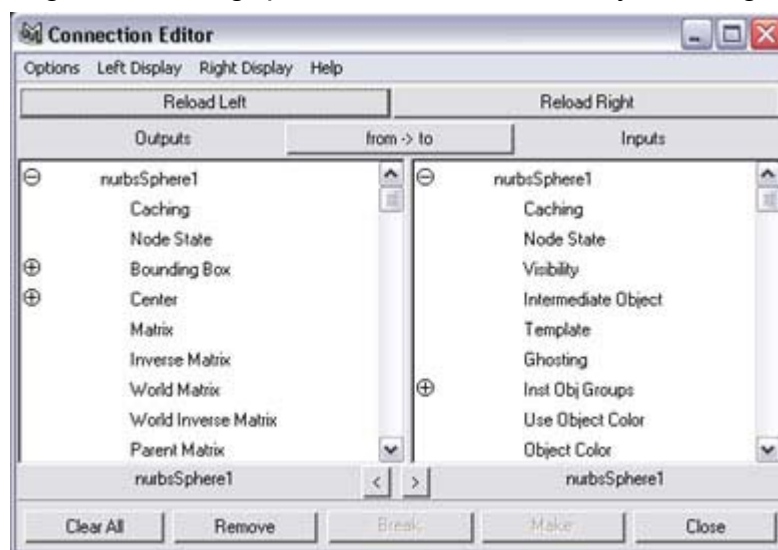 Connection Editor
Options Left Display Right Display Help
Reload Left Reload Right
Outputs from -> to Inputs
nurbsSphere1
Caching
Node State
Bounding Box
Center
Matrix
Inverse Matrix
World Matrix
World Inverse Matrix
Parent Matrix
nurbsSphere1
nurbsSphere1
Caching
Node State
Visibility
Intermediate Object
Template
Ghosting
Inst Obj Groups
Use Object Color
Object Color
nurbsSphere1
< >
Clear All Remove Break Make Close